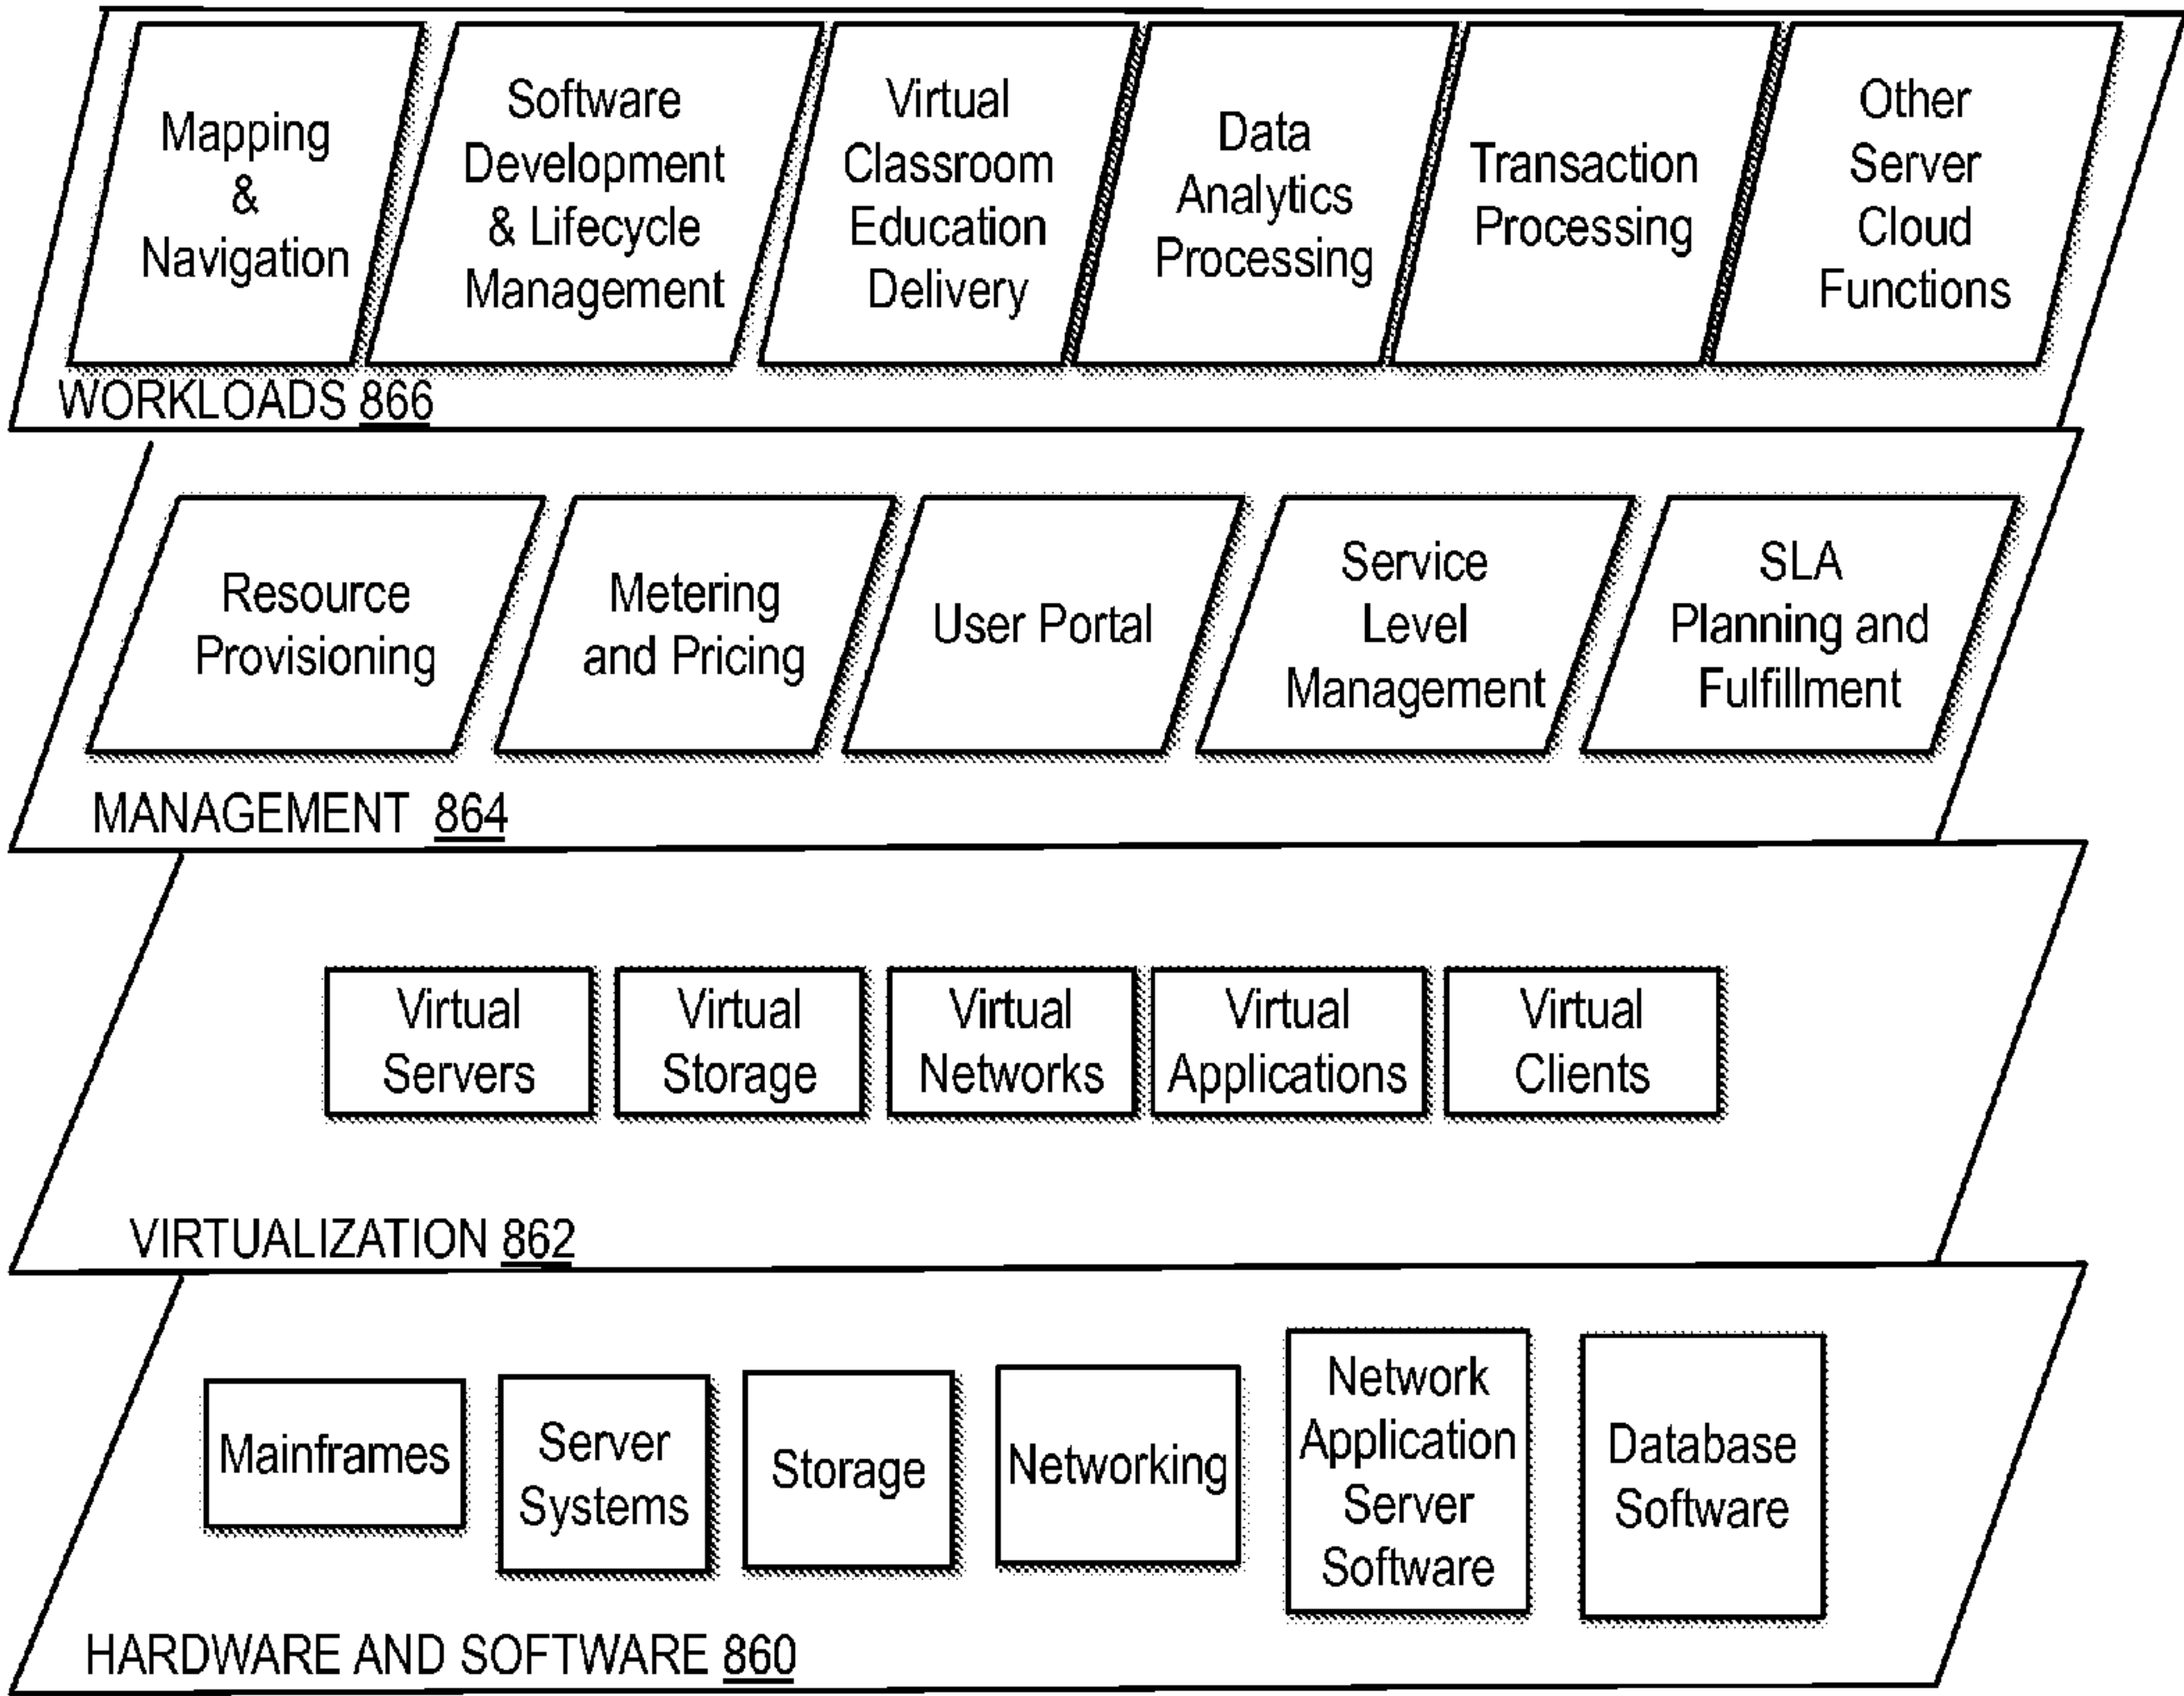 Mapping
&
Navigation
Software
Development
& Lifecycle
Management
Virtual
Classroom
Education
Delivery
Data
Analytics
Processing
Transaction
Processing
Other
Server
Cloud
Functions
WORKLOADS 866
Resource
Provisioning
Metering
and Pricing
User Portal
Service
Level
Management
SLA
Planning and
Fulfillment
MANAGEMENT 864
Virtual
Servers
Virtual
Storage
Virtual
Networks
Virtual
Applications
Virtual
Clients
VIRTUALIZATION 862
Mainframes
Server
Systems
Storage
Networking
Network
Application
Server
Software
Database
Software
HARDWARE AND SOFTWARE 860